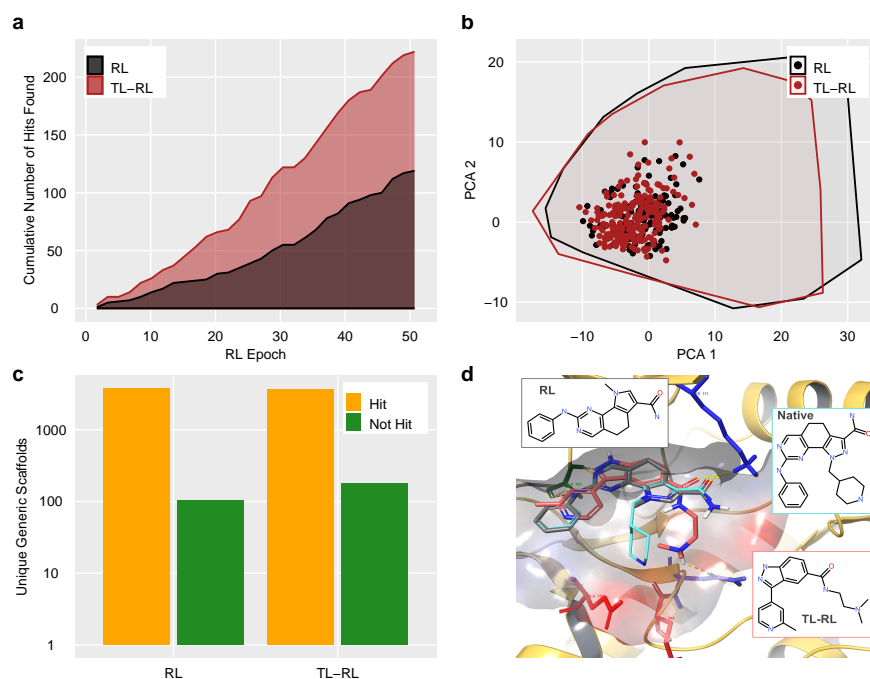 a
RL
TL−RL
200
150
100
50
0
Cumulative Number of Hits Found
0
10
20
30
40
50
RL Epoch
b
RL
TL−RL
20
10
0
−10
PCA 2
−10
0
10
20
30
PCA 1
c
Hit
Not Hit
1000
100
10
1
Unique Generic Scaffolds
RL
TL−RL
d
RL
N
N
N
N
O
N
Native
N
O
N
N
N
N
N
N
N
N
O
N
N
N
TL-RL